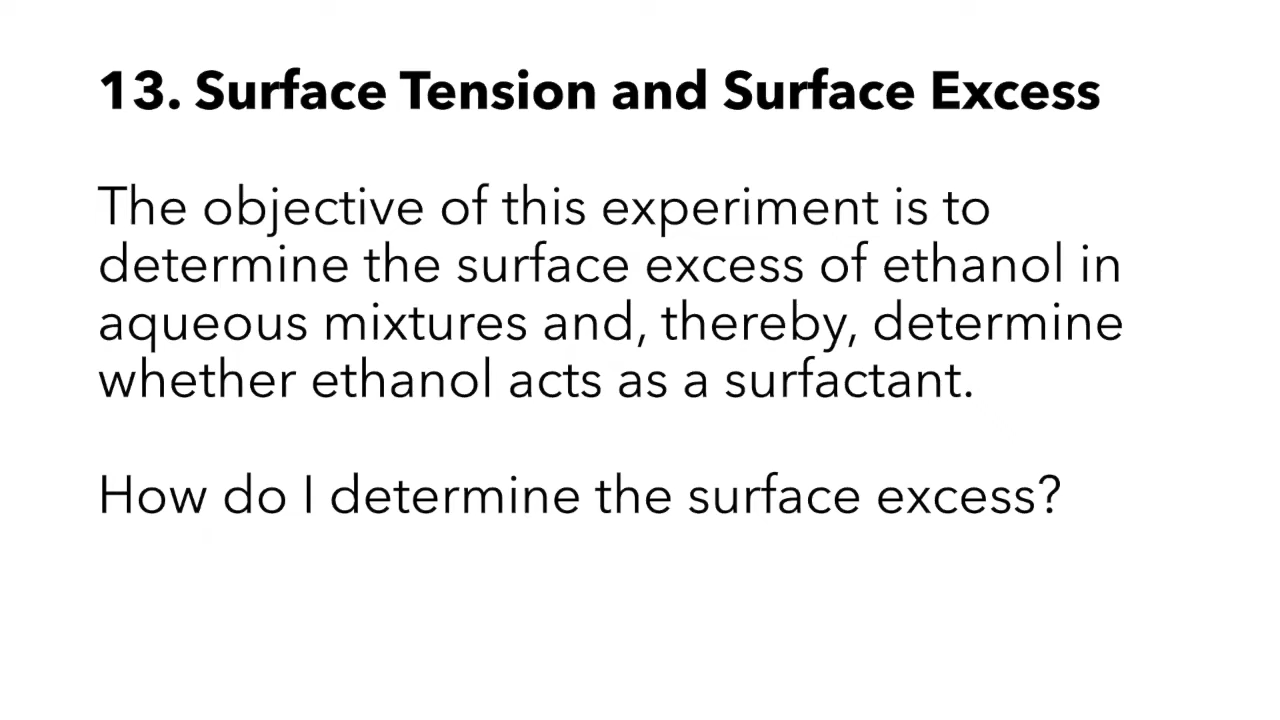 13. Surface Tension and Surface Excess
The objective of this experiment is to
determine the surface excess of ethanol in
aqueous mixtures and, thereby, determine
whether ethanol acts as a surfactant.
How do I determine the surface excess?